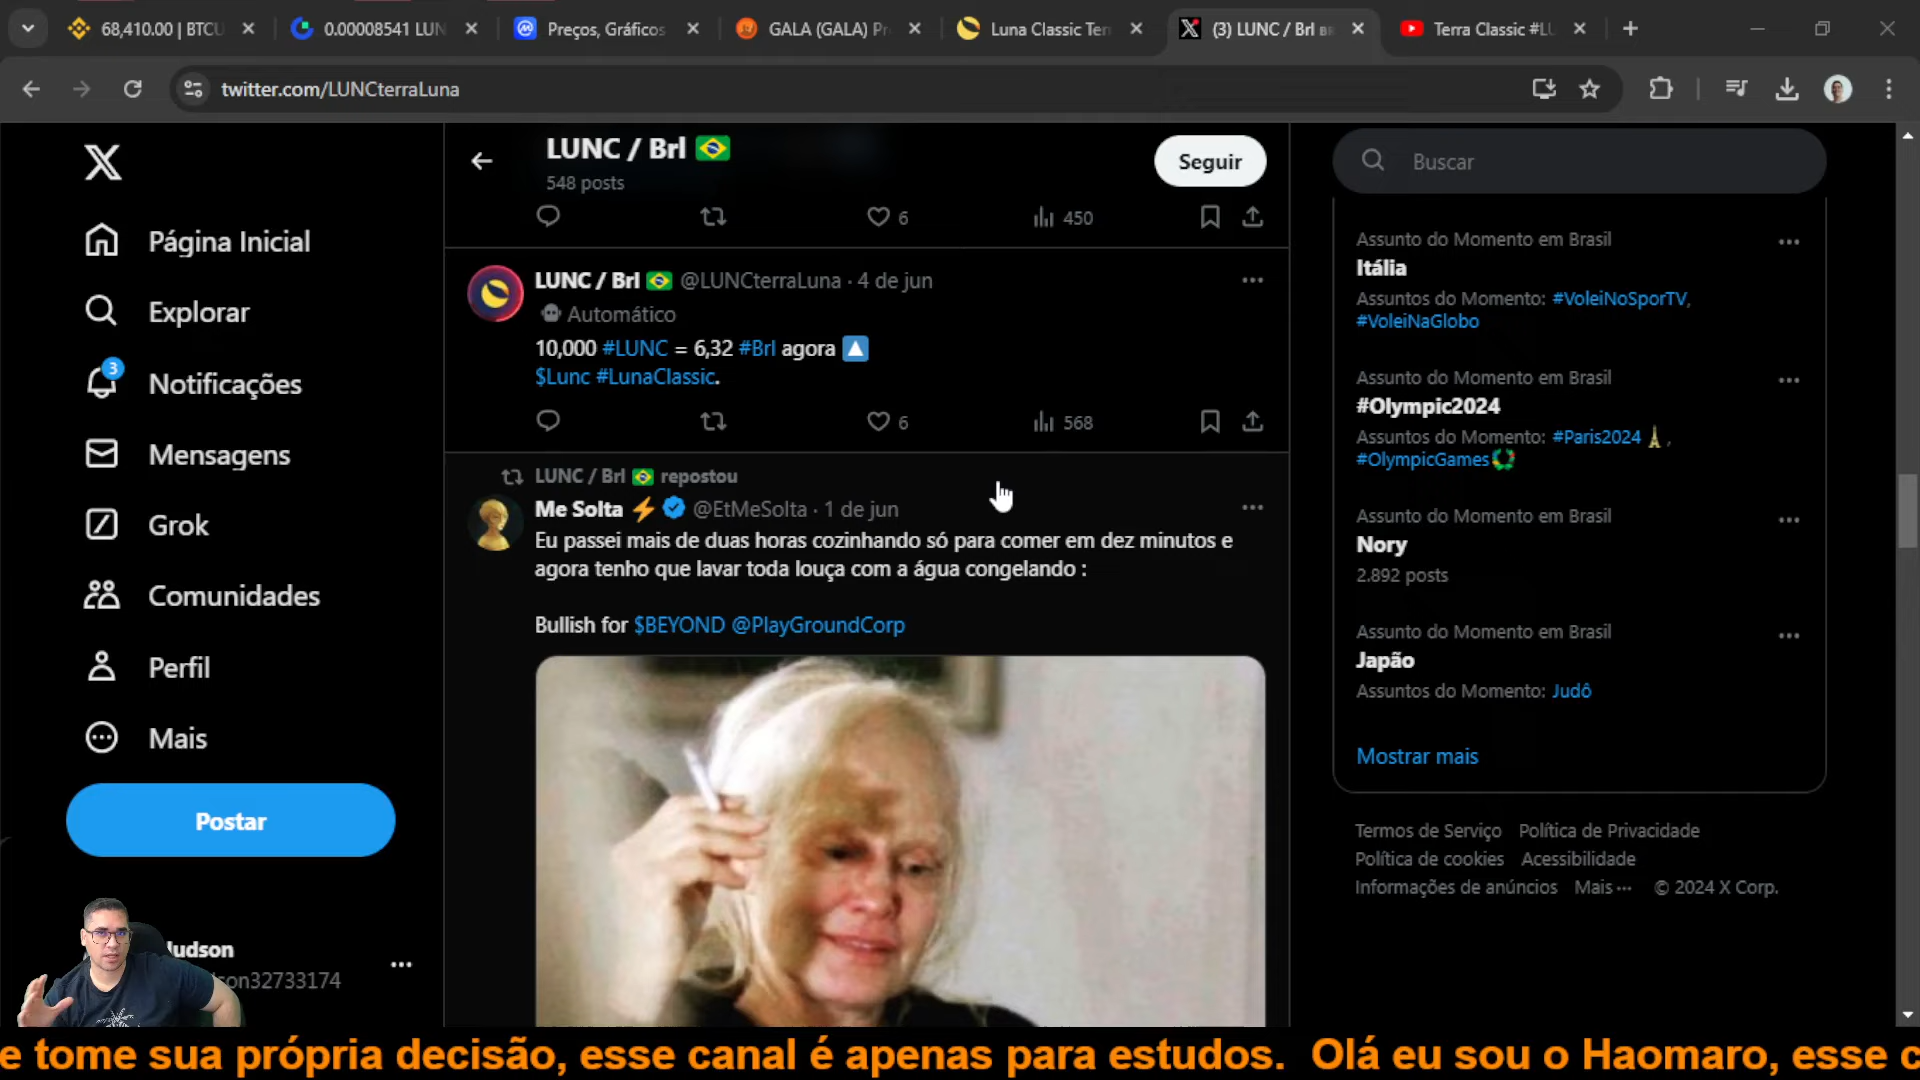 68,410.00 | BTCU
0.00008541 LUN
Preços, Gráficos
GALA (GALA) Pr
Luna Classic Ter
(3) LUNC / Brl BR
Terra Classic #LU
twitter.com/LUNCterraLuna
LUNC / Brl 🇧🇷
548 posts
Seguir
Buscar
Página Inicial
Explorar
3
Notificações
Mensagens
Grok
Comunidades
Perfil
Mais
Postar
Hudson
son32733174
6
450
LUNC / Brl 🇧🇷 @LUNCterraLuna · 4 de jun
Automático
10,000 #LUNC = 6,32 #Brl agora
$Lunc #LunaClassic.
6
568
LUNC / Brl 🇧🇷 repostou
Me Solta ⚡ @EtMeSolta · 1 de jun
Eu passei mais de duas horas cozinhando só para comer em dez minutos e
agora tenho que lavar toda louça com a água congelando :
Bullish for $BEYOND @PlayGroundCorp
Assunto do Momento em Brasil
Itália
Assuntos do Momento: #VoleiNoSporTV,
#VoleiNaGlobo
Assunto do Momento em Brasil
#Olympic2024
Assuntos do Momento: #Paris2024 ,
#OlympicGames
Assunto do Momento em Brasil
Nory
2.892 posts
Assunto do Momento em Brasil
Japão
Assuntos do Momento: Judô
Mostrar mais
Termos de Serviço Política de Privacidade
Política de cookies Acessibilidade
Informações de anúncios Mais ··· © 2024 X Corp.
e tome sua própria decisão, esse canal é apenas para estudos. Olá eu sou o Haomaro, esse c